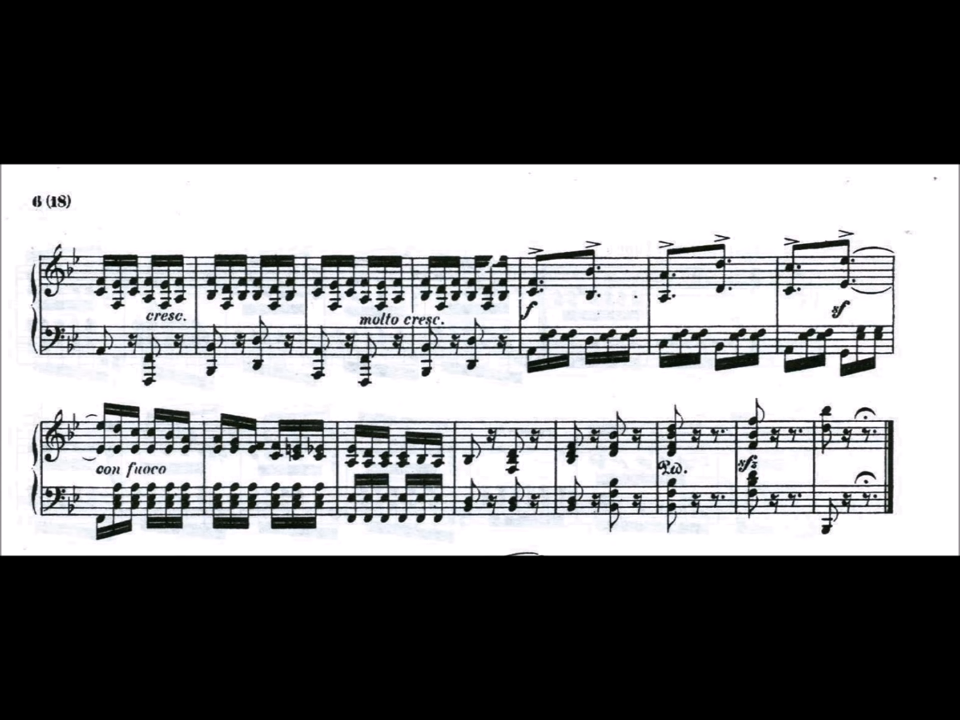 6 (18)
cresc.
molto cresc.
f
sf
con fuoco
Ped.
sfz